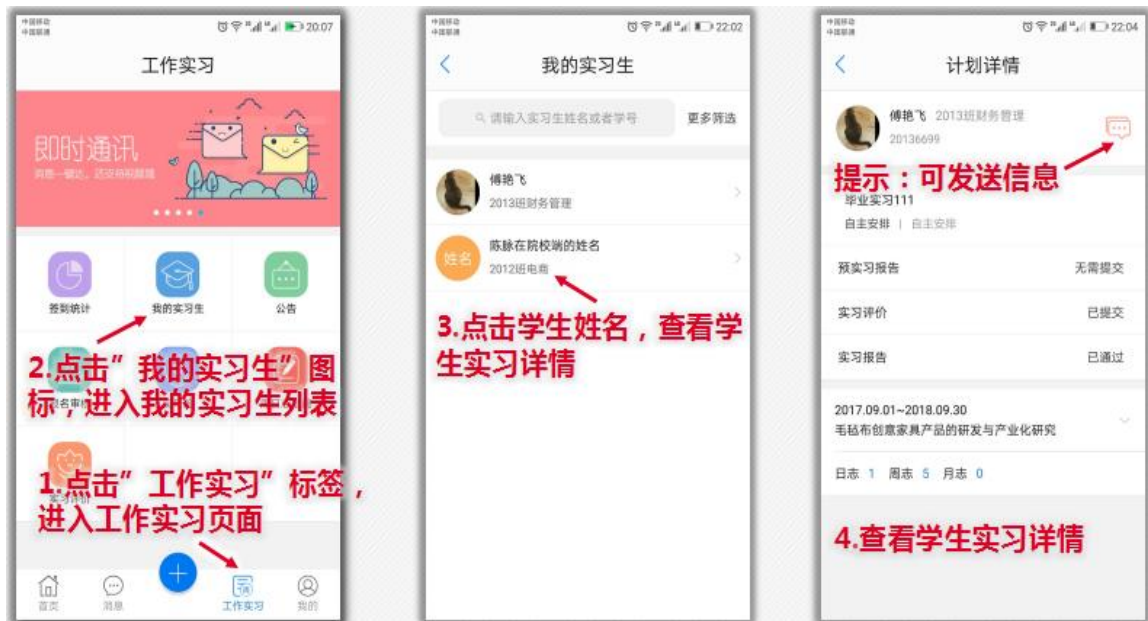 中国移动
中国联通
20:07
工作实习
即时通讯
签到统计
我的实习生
公告
2.点击”我的实习生”图
标，进入我的实习生列表
1.点击”工作实习”标签，
进入工作实习页面
首页
消息
工作实习
我的
中国移动
中国联通
22:02
我的实习生
请输入实习生姓名或者学号
更多筛选
傅艳飞
2013班财务管理
姓名
陈脉在院校端的姓名
2012班电商
3.点击学生姓名，查看学
生实习详情
中国移动
中国联通
22:04
计划详情
傅艳飞 2013班财务管理
20136699
提示：可发送信息
毕业实习111
自主安排 | 自主安排
预实习报告 无需提交
实习评价 已提交
实习报告 已通过
2017.09.01~2018.09.30
毛毡布创意家具产品的研发与产业化研究
日志 1 周志 5 月志 0
4.查看学生实习详情